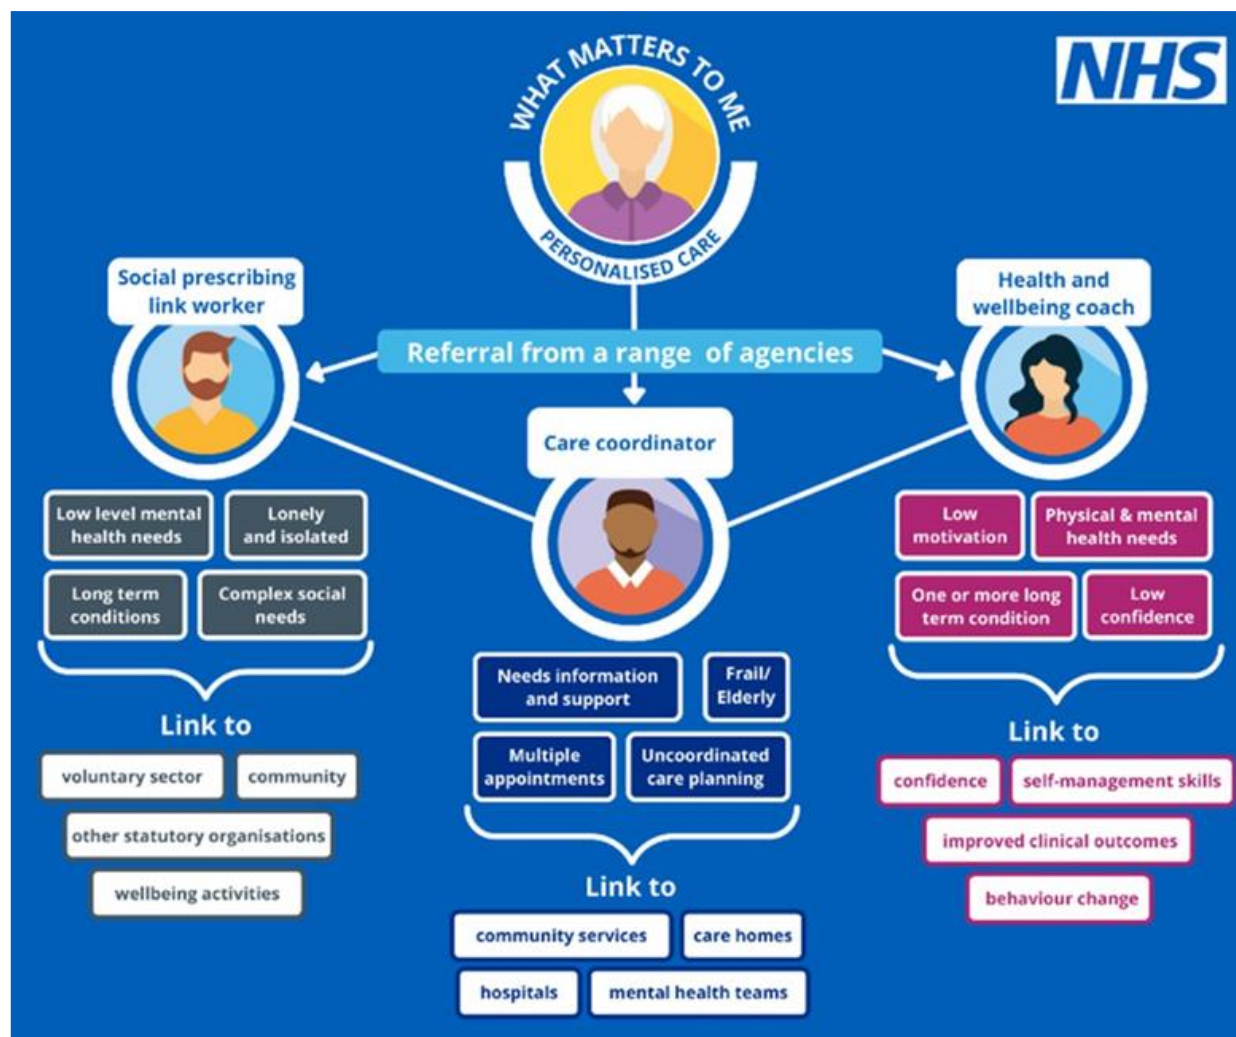 WHAT MATTERS TO ME
NHS
PERSONALISED CARE
Social prescribing
link worker
Health and
wellbeing coach
Referral from a range of agencies
Care coordinator
Low level mental
health needs
Lonely
and isolated
Long term
conditions
Complex social
needs
Link to
voluntary sector
community
other statutory organisations
wellbeing activities
Needs information
and support
Frail/
Elderly
Multiple
appointments
Uncoordinated
care planning
Link to
community services
care homes
hospitals
mental health teams
Low
motivation
Physical & mental
health needs
One or more long
term condition
Low
confidence
Link to
confidence
self-management skills
improved clinical outcomes
behaviour change